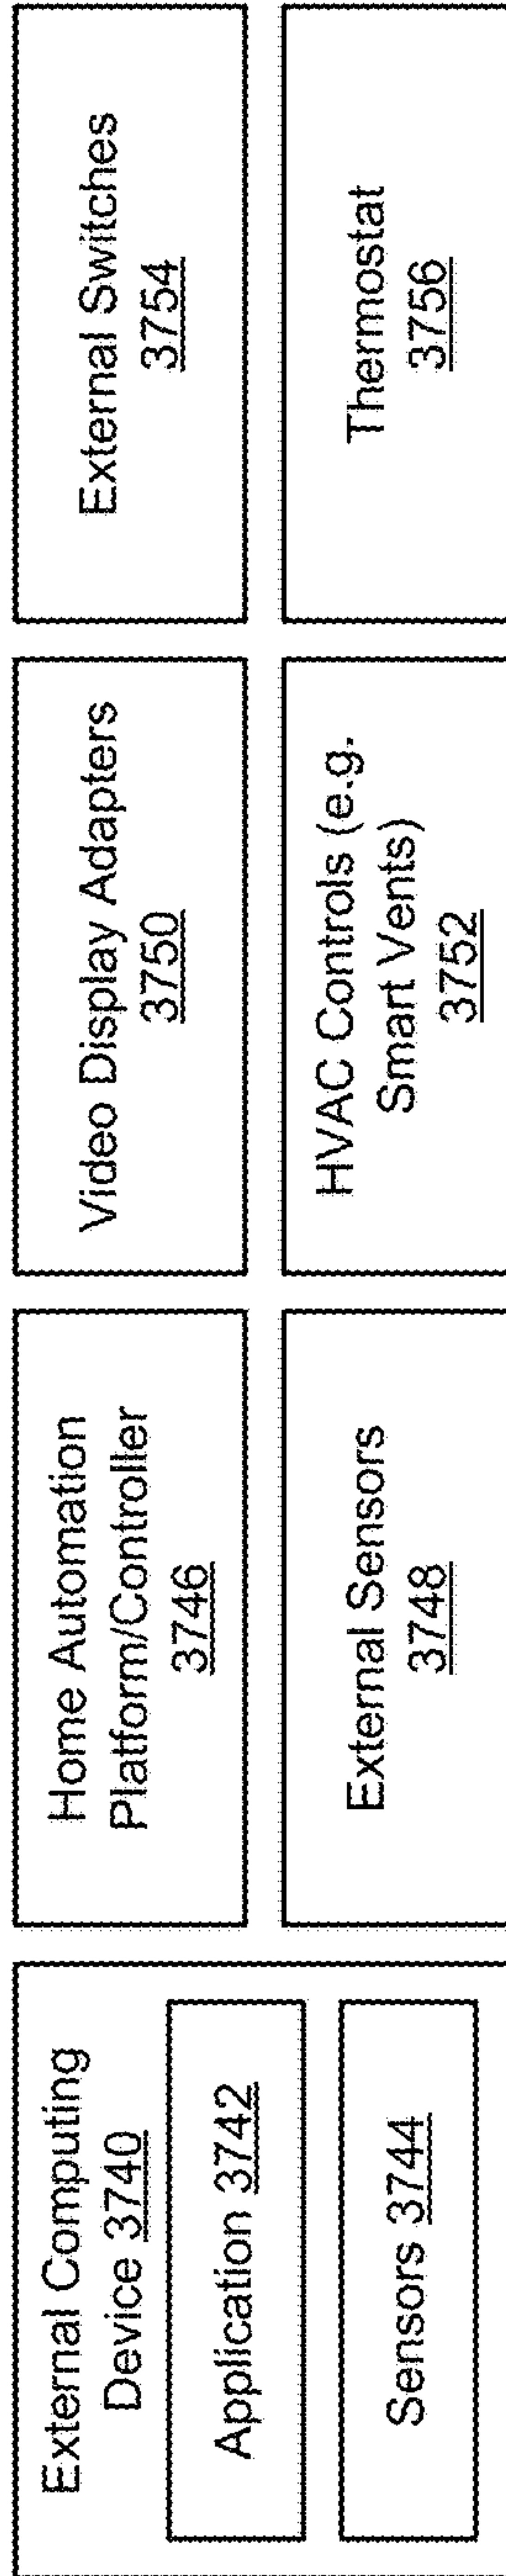 External Computing
Device 3740
Application 3742
Sensors 3744
Home Automation
Platform/Controller
3746
External Sensors
3748
Video Display Adapters
3750
HVAC Controls (e.g.
Smart Vents)
3752
External Switches
3754
Thermostat
3756